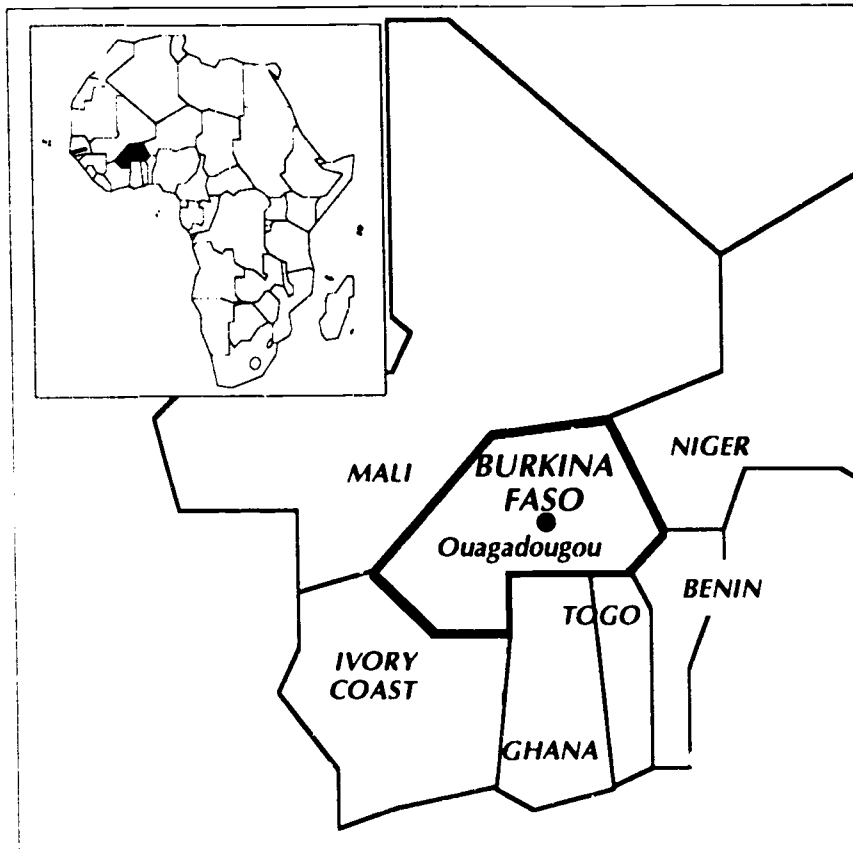 MALI
NIGER
BURKINA
FASO
Ouagadougou
BENIN
TOGO
IVORY
COAST
GHANA